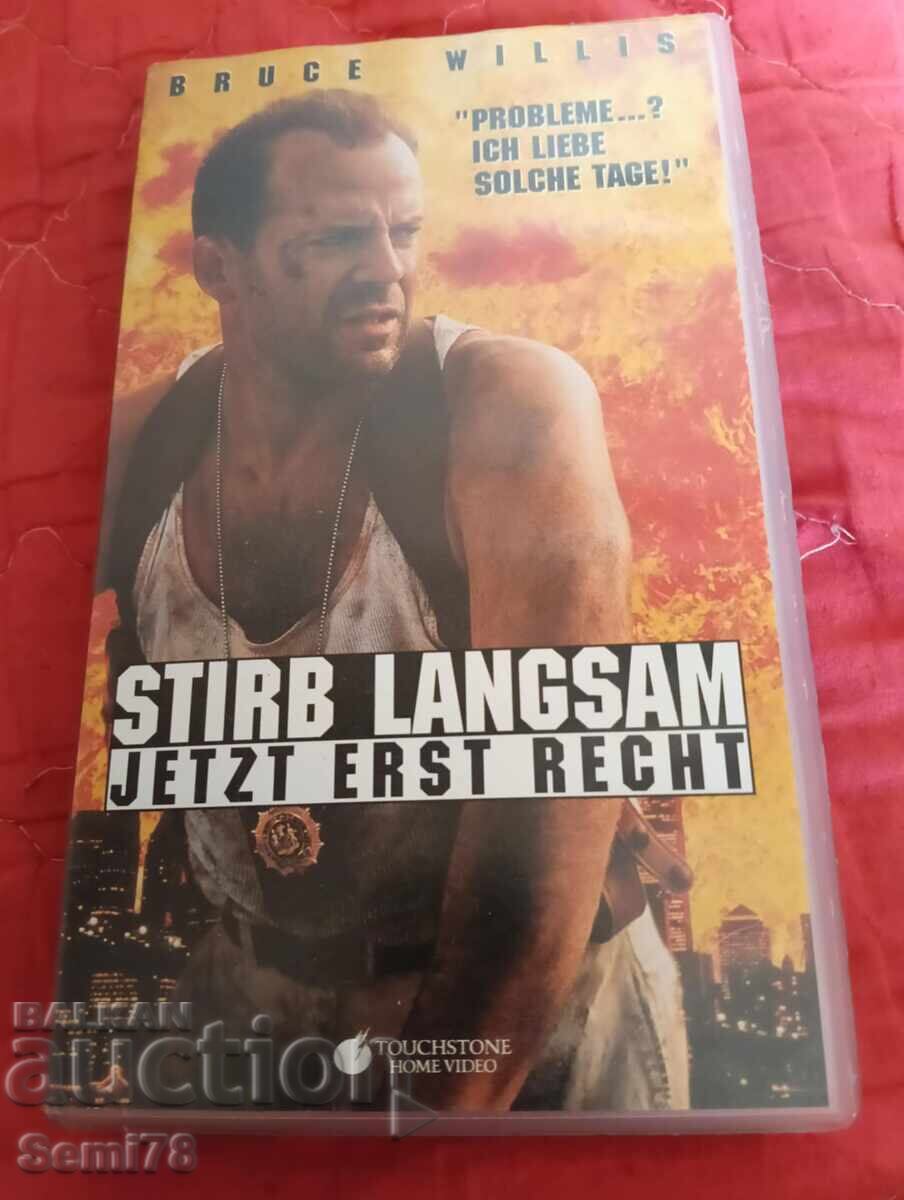 BRUCE WILLIS
"PROBLEME...?
ICH LIEBE
SOLCHE TAGE!"
STIRB LANGSAM
JETZT ERST RECHT
TOUCHSTONE
HOME VIDEO
BALKAN
auction
Semi78